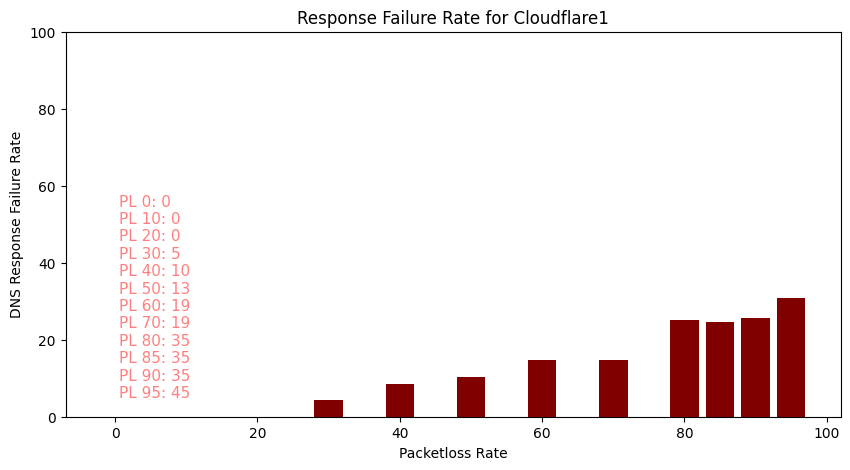 Response Failure Rate for Cloudflare1
100
80
60
40
20
0
DNS Response Failure Rate
PL 0: 0
PL 10: 0
PL 20: 0
PL 30: 5
PL 40: 10
PL 50: 13
PL 60: 19
PL 70: 19
PL 80: 35
PL 85: 35
PL 90: 35
PL 95: 45
0 20 40 60 80 100
Packetloss Rate